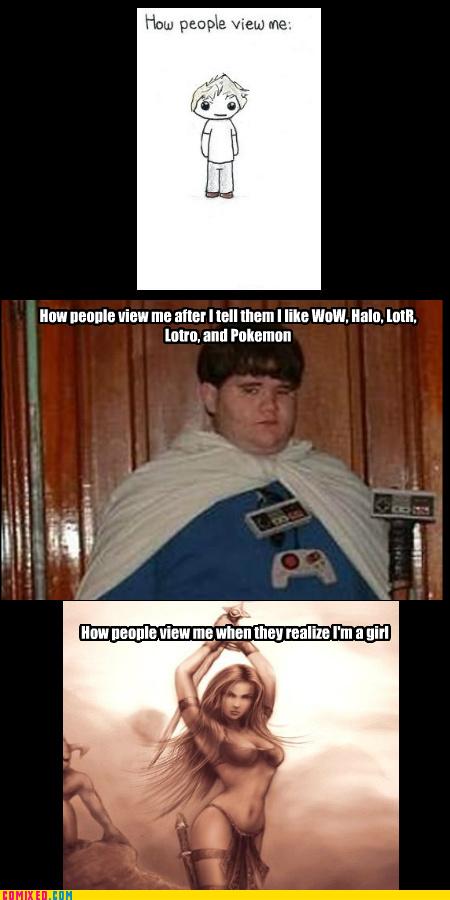 How people view me:
How people view me after I tell them I like WoW, Halo, LotR,
Lotro, and Pokemon
How people view me when they realize I'm a girl
COMIXED.COM